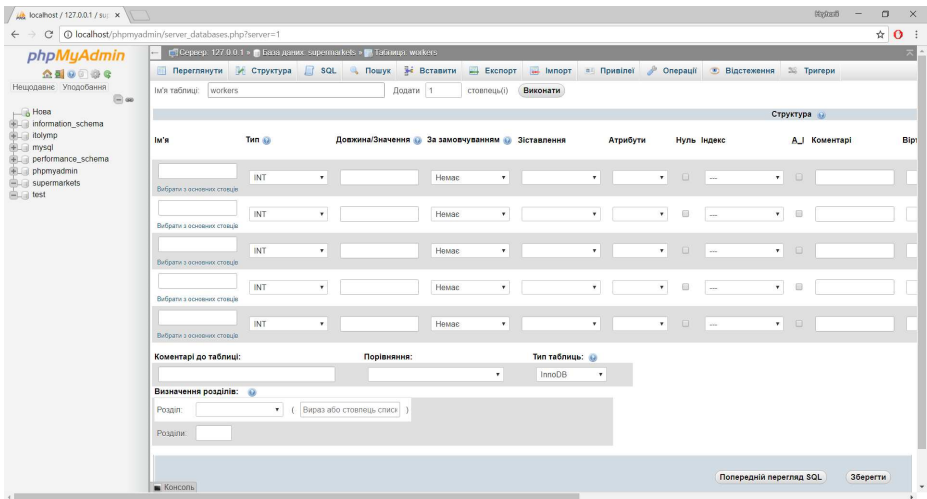 localhost / 127.0.0.1 / su
localhost/phpmyadmin/server_databases.php?server=1
phpMyAdmin
Нещодавнє Уподобання
Нова
information_schema
itolymp
mysql
performance_schema
phpmyadmin
supermarkets
test
Сервер: 127.0.0.1 » База даних: supermarkets » Таблиця: workers
Переглянути Структура SQL Пошук Вставити Експорт Імпорт Привілеї Операції Відстеження Тригери
Ім'я таблиці: workers Додати 1 стовпець(і) Виконати
Структура
Ім'я Тип Довжина/Значення За замовчуванням Зіставлення Атрибути Нуль Індекс A_I Коментарі Вірт
INT Немає ---
Вибрати з основних стовців
INT Немає ---
Вибрати з основних стовців
INT Немає ---
Вибрати з основних стовців
INT Немає ---
Вибрати з основних стовців
INT Немає ---
Вибрати з основних стовців
Коментарі до таблиці: Порівняння: Тип таблиць:
InnoDB
Визначення розділів:
Розділ: ( Вираз або стовпець списк )
Розділи:
Попередній перегляд SQL Зберегти
Консоль